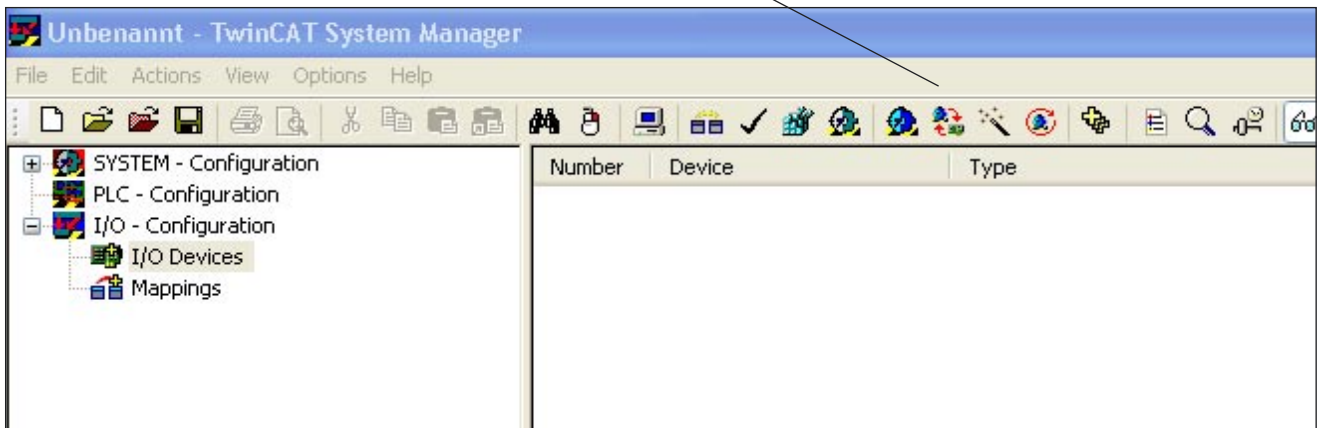 Unbenannt - TwinCAT System Manager
File Edit Actions View Options Help
SYSTEM - Configuration
PLC - Configuration
I/O - Configuration
I/O Devices
Mappings
Number Device Type